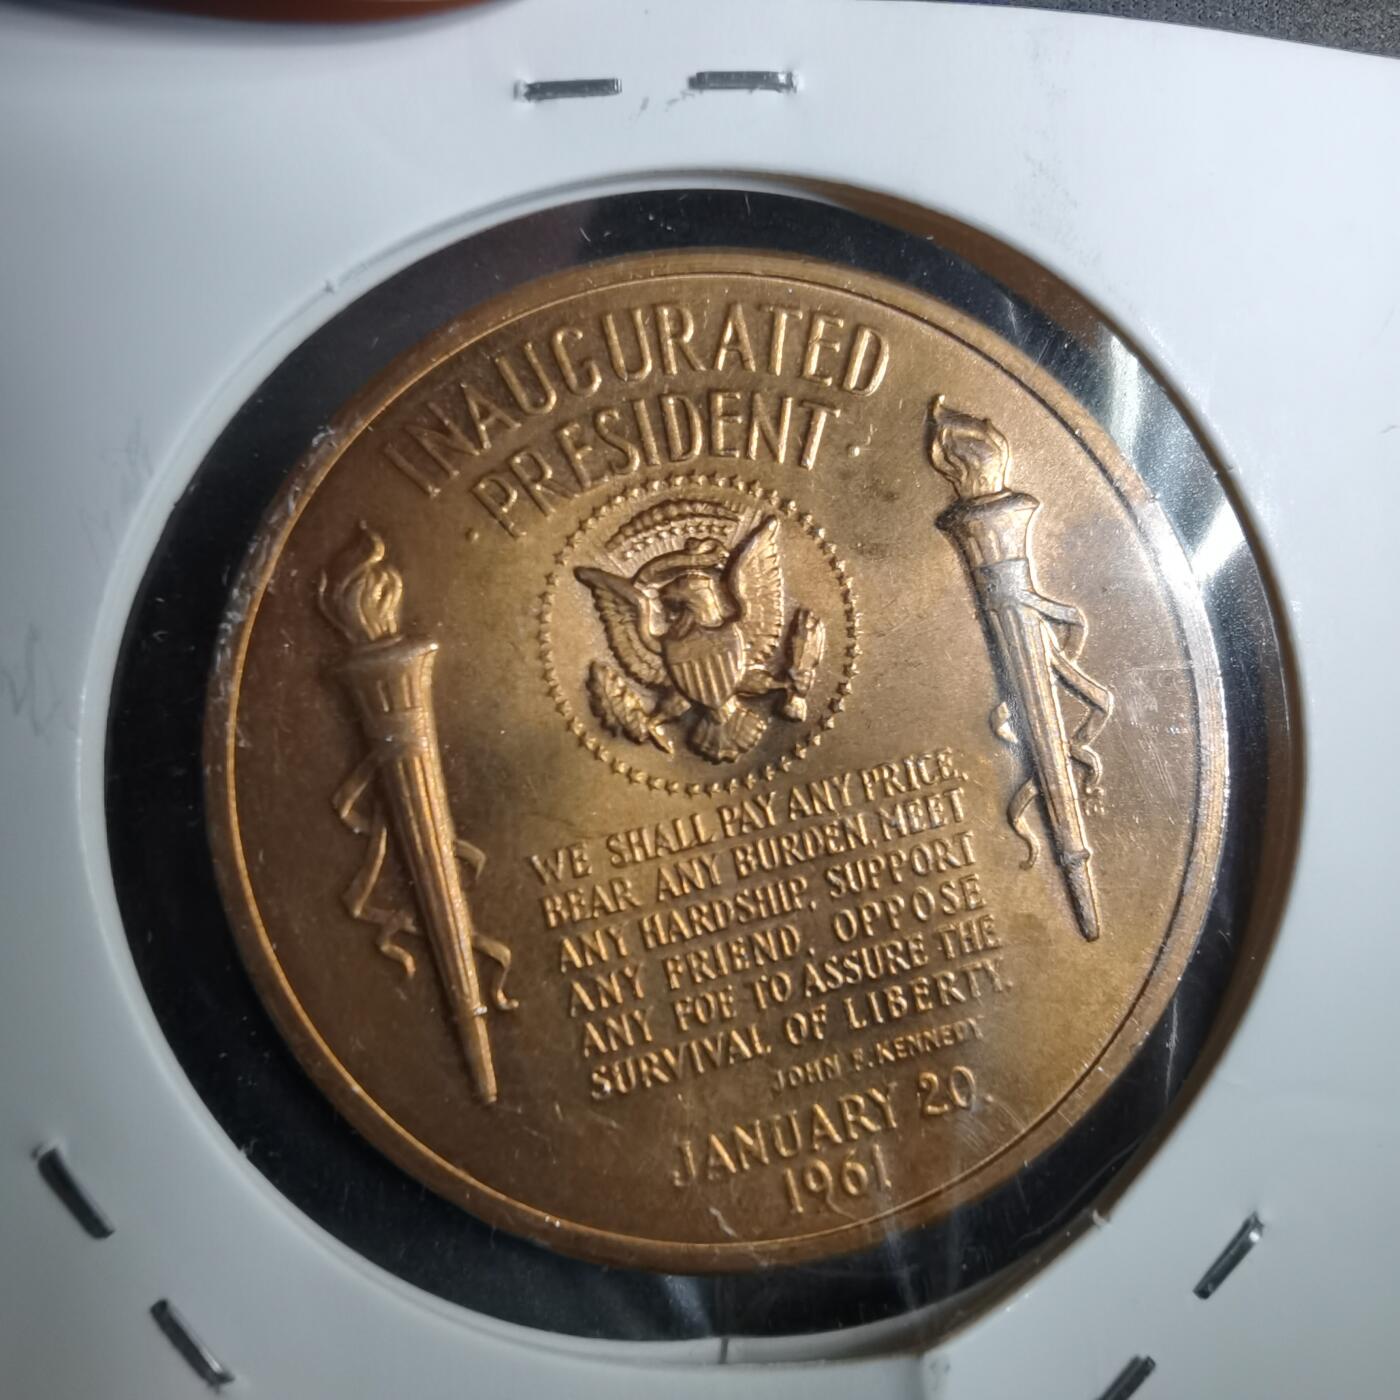 INAUGURATED
· PRESIDENT ·
WE SHALL PAY ANY PRICE,
BEAR ANY BURDEN, MEET
ANY HARDSHIP, SUPPORT
ANY FRIEND, OPPOSE
ANY FOE TO ASSURE THE
SURVIVAL OF LIBERTY.
JOHN F. KENNEDY
JANUARY 20,
1961